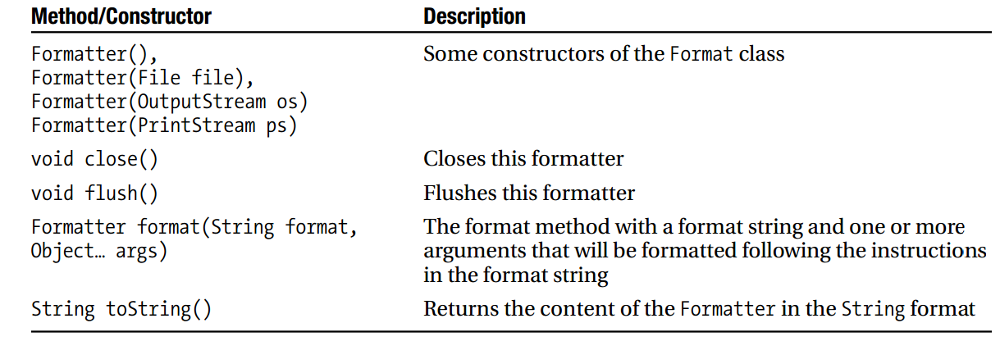 Method/Constructor Description
Formatter(), Some constructors of the Format class
Formatter(File file),
Formatter(OutputStream os)
Formatter(PrintStream ps)
void close() Closes this formatter
void flush() Flushes this formatter
Formatter format(String format, The format method with a format string and one or more
Object… args) arguments that will be formatted following the instructions
in the format string
String toString() Returns the content of the Formatter in the String format